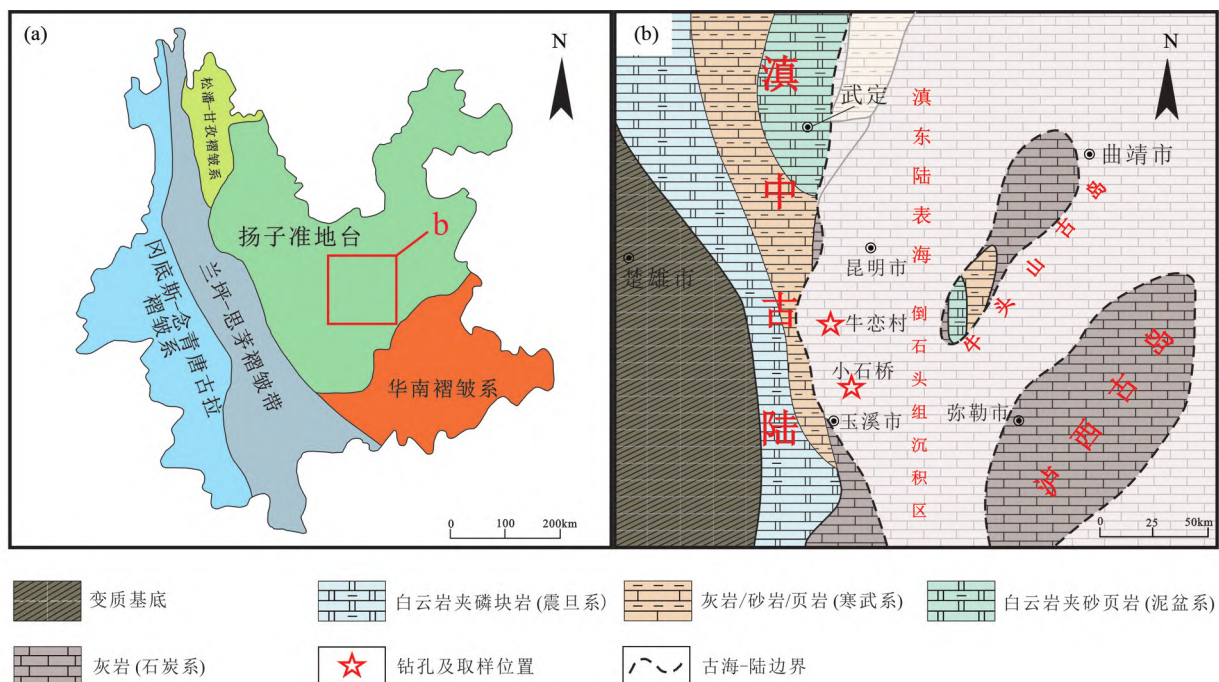 (a)
N
松潘-甘孜褶皱系
扬子准地台
b
冈底斯-念青唐古拉
褶皱系
兰坪-思茅褶皱带
华南褶皱系
0 100 200km
(b)
N
滇中古陆
武定
滇东陆表海
倒石头组沉积区
曲靖市
牛头山古岛
楚雄市
昆明市
牛恋村
小石桥
玉溪市
弥勒市
泸西古岛
0 25 50km
变质基底
白云岩夹磷块岩(震旦系)
灰岩/砂岩/页岩(寒武系)
白云岩夹砂页岩(泥盆系)
灰岩(石炭系)
钻孔及取样位置
古海-陆边界